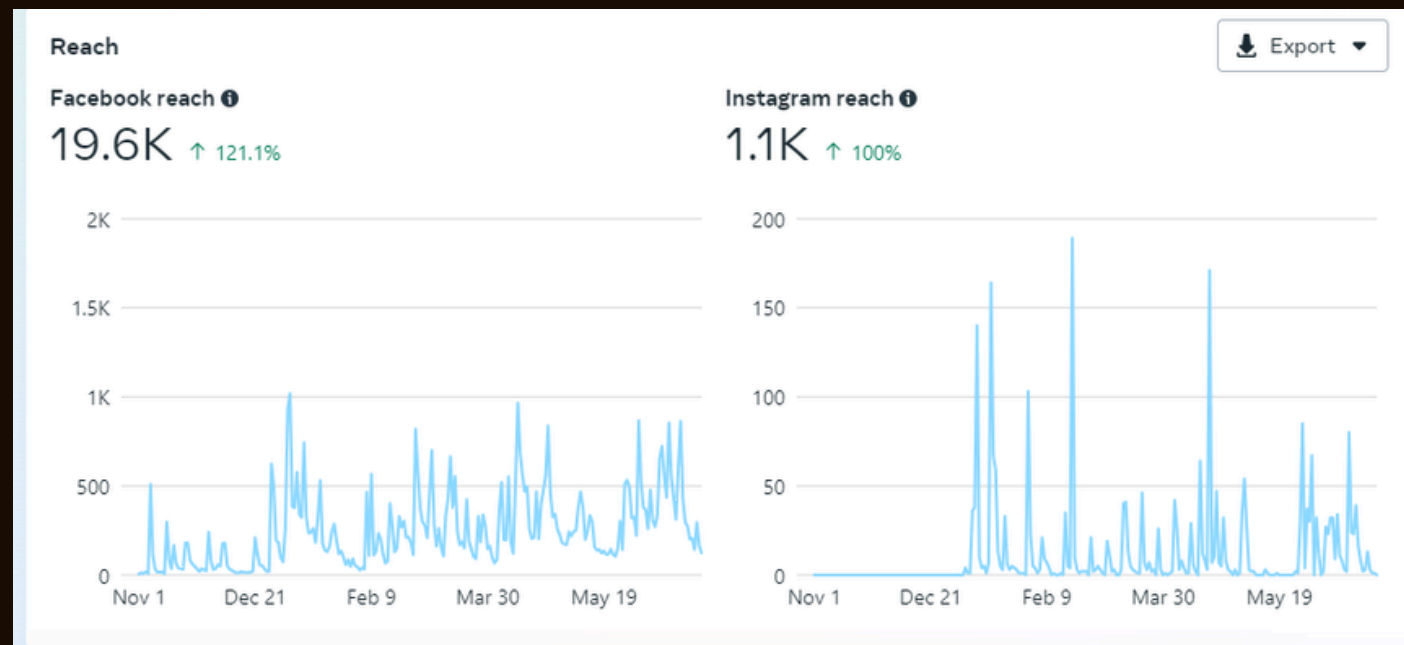 Reach
Export
Facebook reach
19.6K ↑ 121.1%
2K
1.5K
1K
500
0
Nov 1 Dec 21 Feb 9 Mar 30 May 19
Instagram reach
1.1K ↑ 100%
200
150
100
50
0
Nov 1 Dec 21 Feb 9 Mar 30 May 19